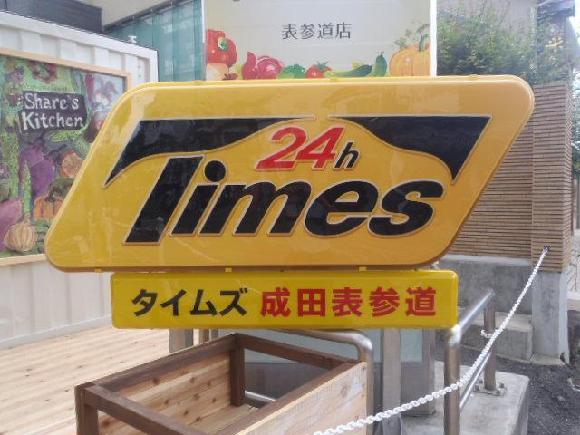 表参道店
Share's
Kitchen
24h
Times
タイムズ 成田表参道